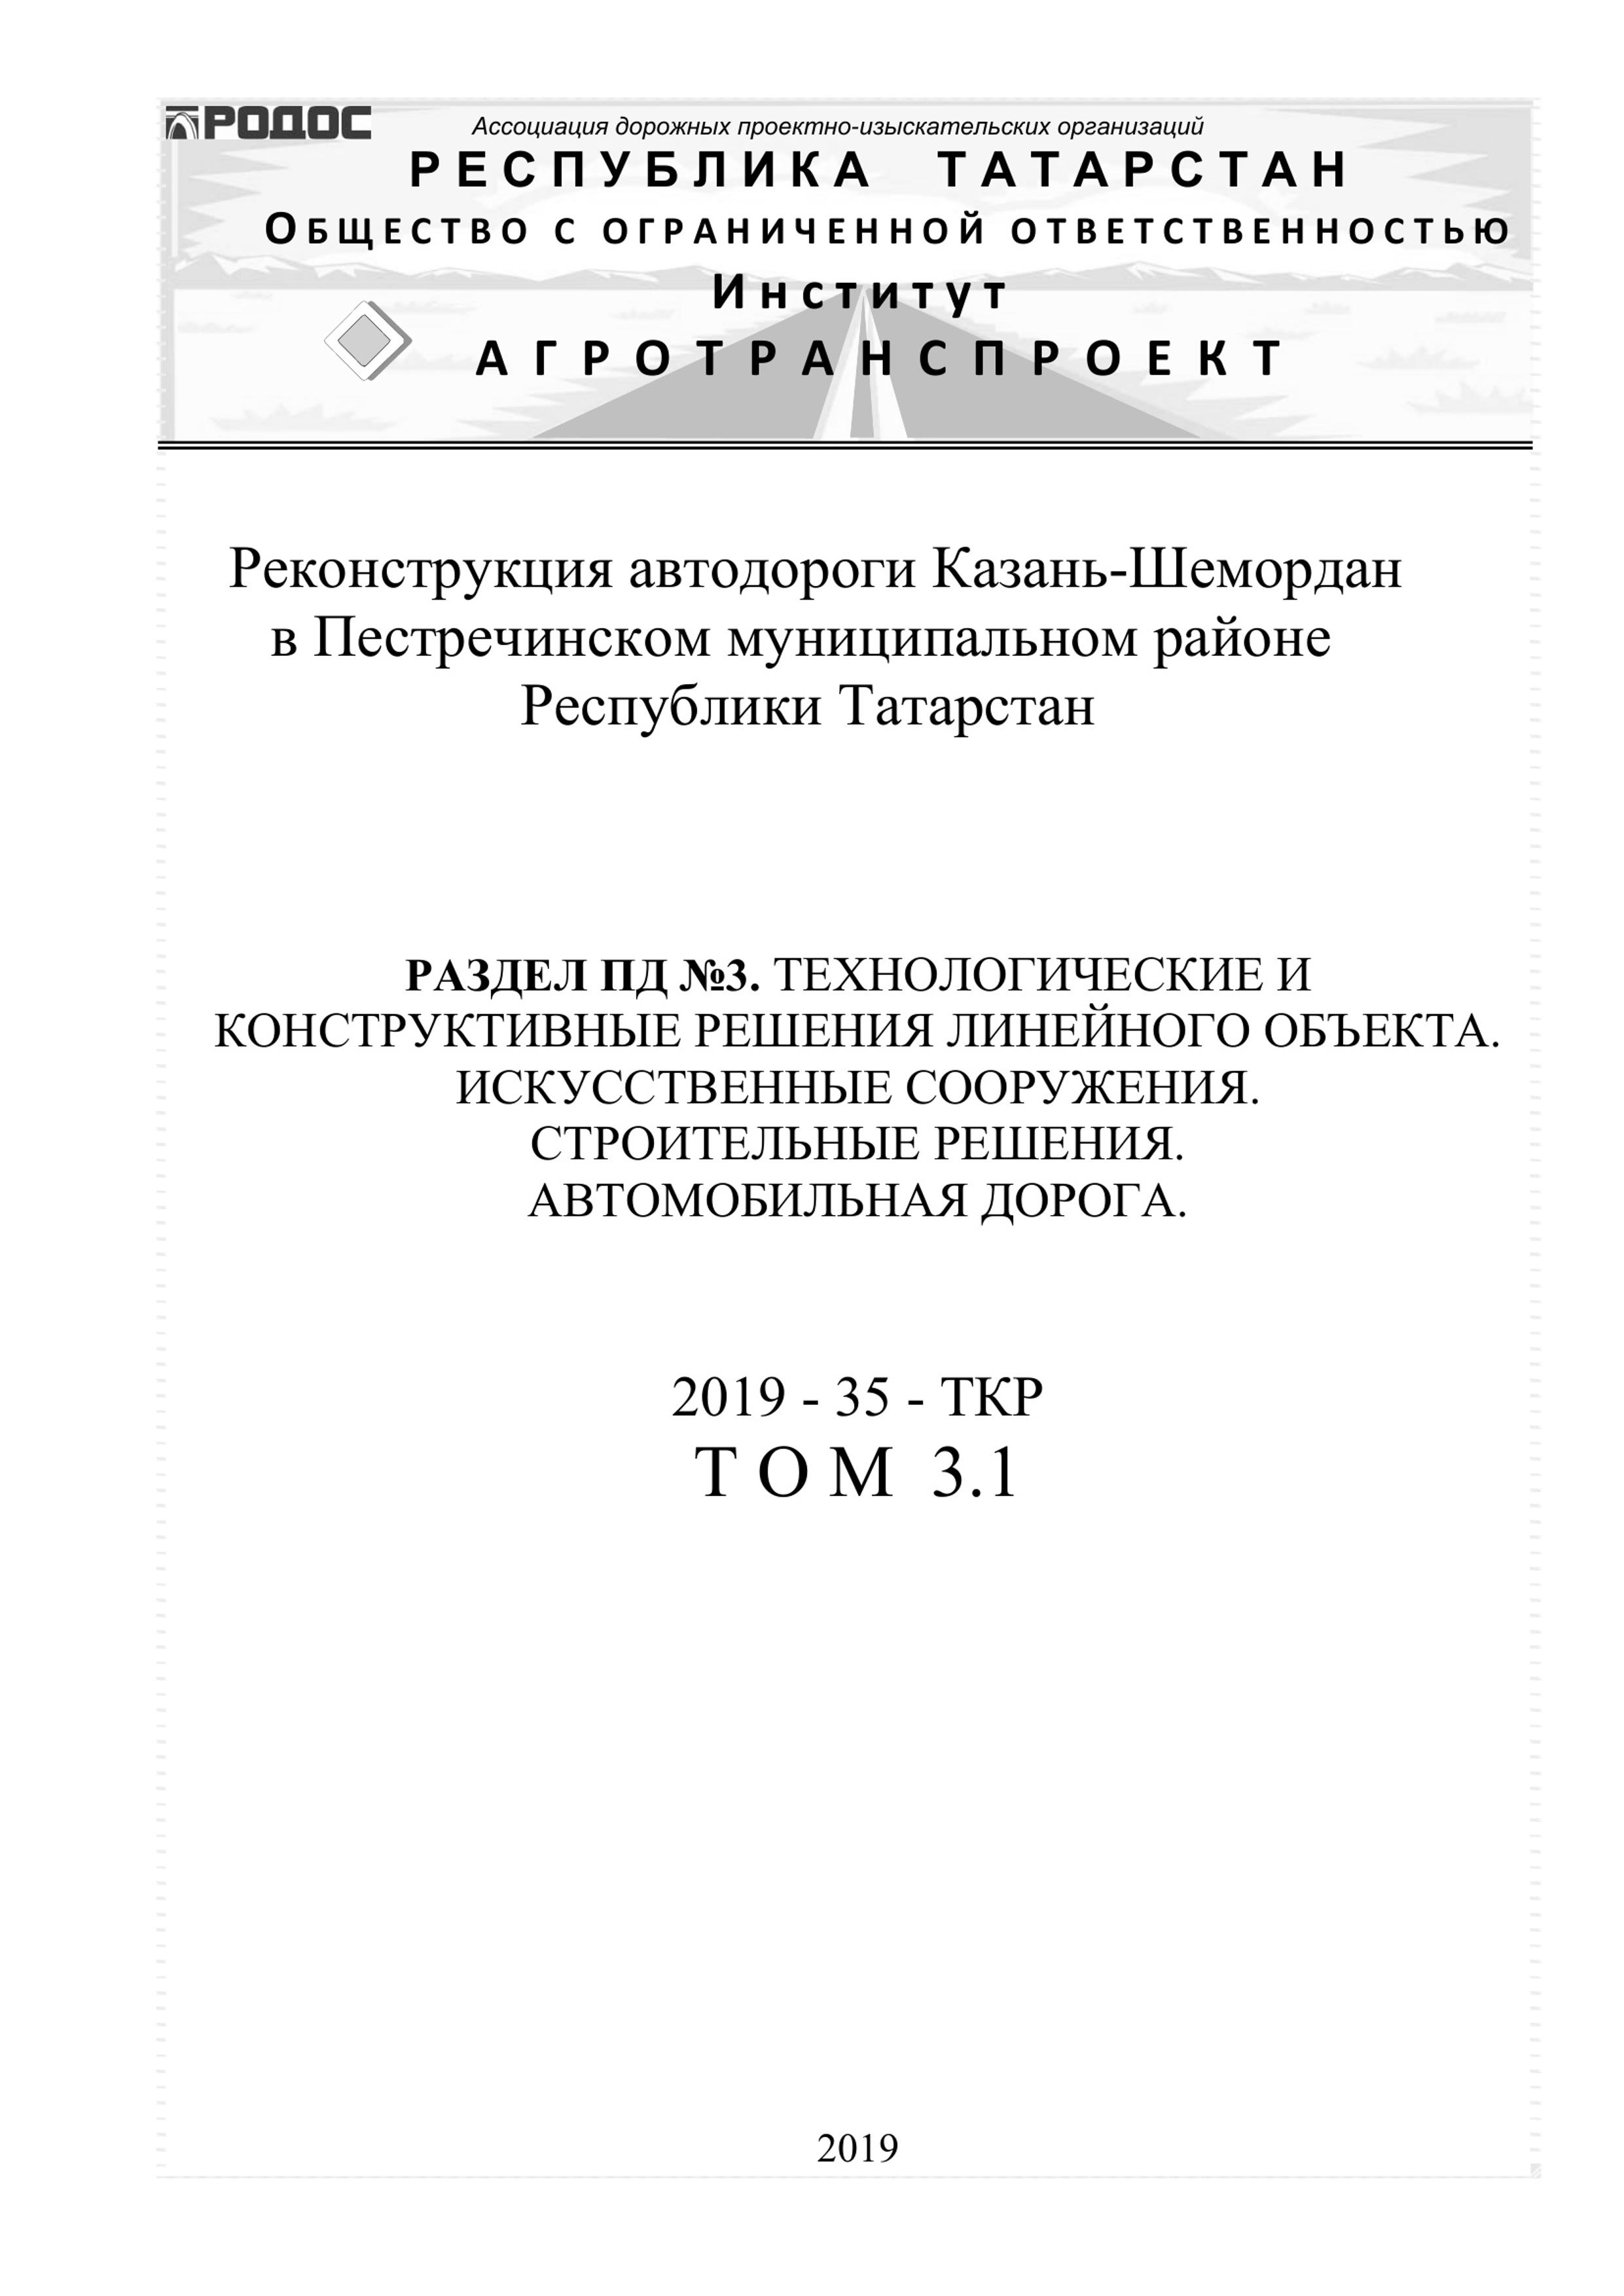 РОДОС
Ассоциация дорожных проектно-изыскательских организаций
РЕСПУБЛИКА ТАТАРСТАН
ОБЩЕСТВО С ОГРАНИЧЕННОЙ ОТВЕТСТВЕННОСТЬЮ
Институт
АГРОТРАНСПРОЕКТ
Реконструкция автодороги Казань-Шемордан
в Пестречинском муниципальном районе
Республики Татарстан
РАЗДЕЛ ПД №3. ТЕХНОЛОГИЧЕСКИЕ И
КОНСТРУКТИВНЫЕ РЕШЕНИЯ ЛИНЕЙНОГО ОБЪЕКТА.
ИСКУССТВЕННЫЕ СООРУЖЕНИЯ.
СТРОИТЕЛЬНЫЕ РЕШЕНИЯ.
АВТОМОБИЛЬНАЯ ДОРОГА.
2019 - 35 - ТКР
ТОМ 3.1
2019